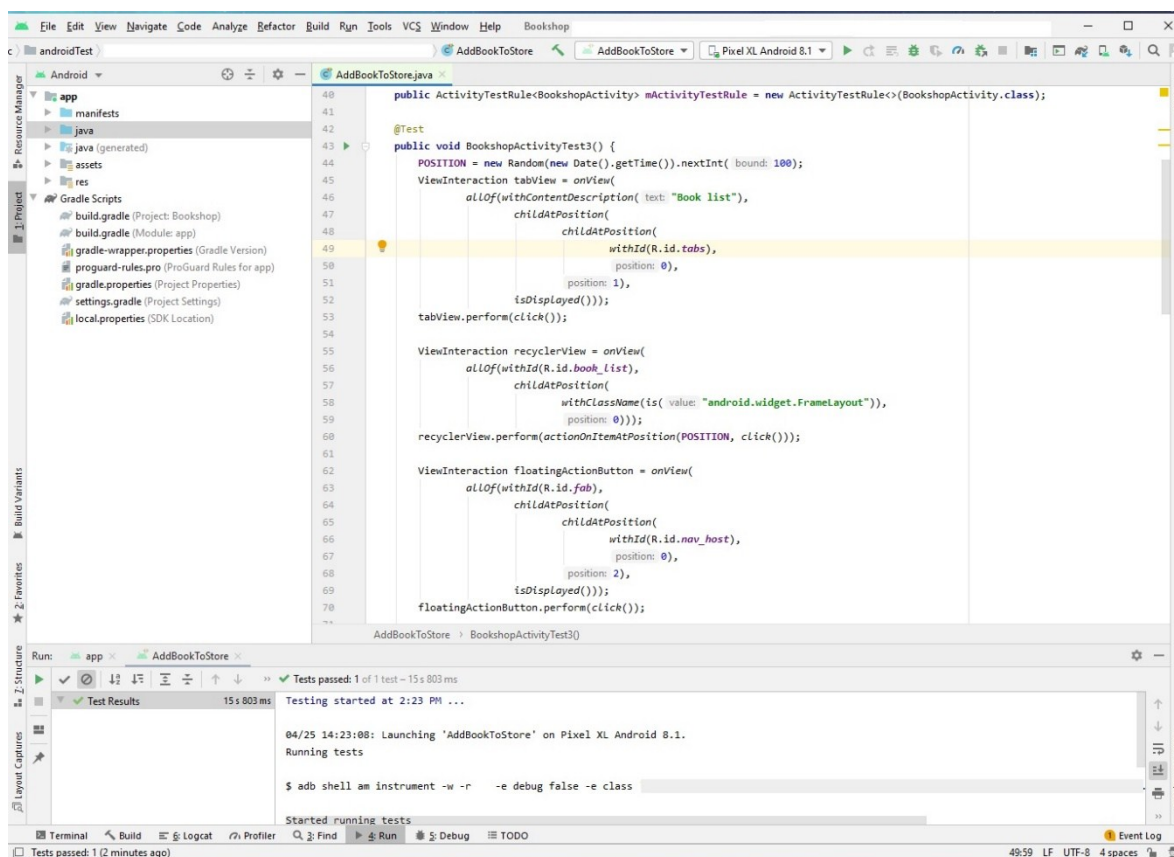 File Edit View Navigate Code Analyze Refactor Build Run Tools VCS Window Help Bookshop
c androidTest AddBookToStore AddBookToStore Pixel XL Android 8.1
Android AddBookToStore.java
Resource Manager
1: Project
Build Variants
2: Favorites
Z: Structure
Layout Captures
app
manifests
java
java (generated)
assets
res
Gradle Scripts
build.gradle (Project: Bookshop)
build.gradle (Module: app)
gradle-wrapper.properties (Gradle Version)
proguard-rules.pro (ProGuard Rules for app)
gradle.properties (Project Properties)
settings.gradle (Project Settings)
local.properties (SDK Location)
40 public ActivityTestRule<BookshopActivity> mActivityTestRule = new ActivityTestRule<>(BookshopActivity.class);
41
42 @Test
43 public void BookshopActivityTest3() {
44 POSITION = new Random(new Date().getTime()).nextInt( bound: 100);
45 ViewInteraction tabView = onView(
46 allOf(withContentDescription( text: "Book list"),
47 childAtPosition(
48 childAtPosition(
49 withId(R.id.tabs),
50 position: 0),
51 position: 1),
52 isDisplayed()));
53 tabView.perform(click());
54
55 ViewInteraction recyclerView = onView(
56 allOf(withId(R.id.book_list),
57 childAtPosition(
58 withClassName(is( value: "android.widget.FrameLayout")),
59 position: 0)));
60 recyclerView.perform(actionOnItemAtPosition(POSITION, click()));
61
62 ViewInteraction floatingActionButton = onView(
63 allOf(withId(R.id.fab),
64 childAtPosition(
65 childAtPosition(
66 withId(R.id.nav_host),
67 position: 0),
68 position: 2),
69 isDisplayed()));
70 floatingActionButton.perform(click());
AddBookToStore › BookshopActivityTest3()
Run: app AddBookToStore
Tests passed: 1 of 1 test – 15 s 803 ms
Test Results 15 s 803 ms
Testing started at 2:23 PM ...
04/25 14:23:08: Launching 'AddBookToStore' on Pixel XL Android 8.1.
Running tests
$ adb shell am instrument -w -r -e debug false -e class
Started running tests
Terminal Build 6: Logcat Profiler 3: Find 4: Run 5: Debug TODO 1 Event Log
Tests passed: 1 (2 minutes ago) 49:59 LF UTF-8 4 spaces